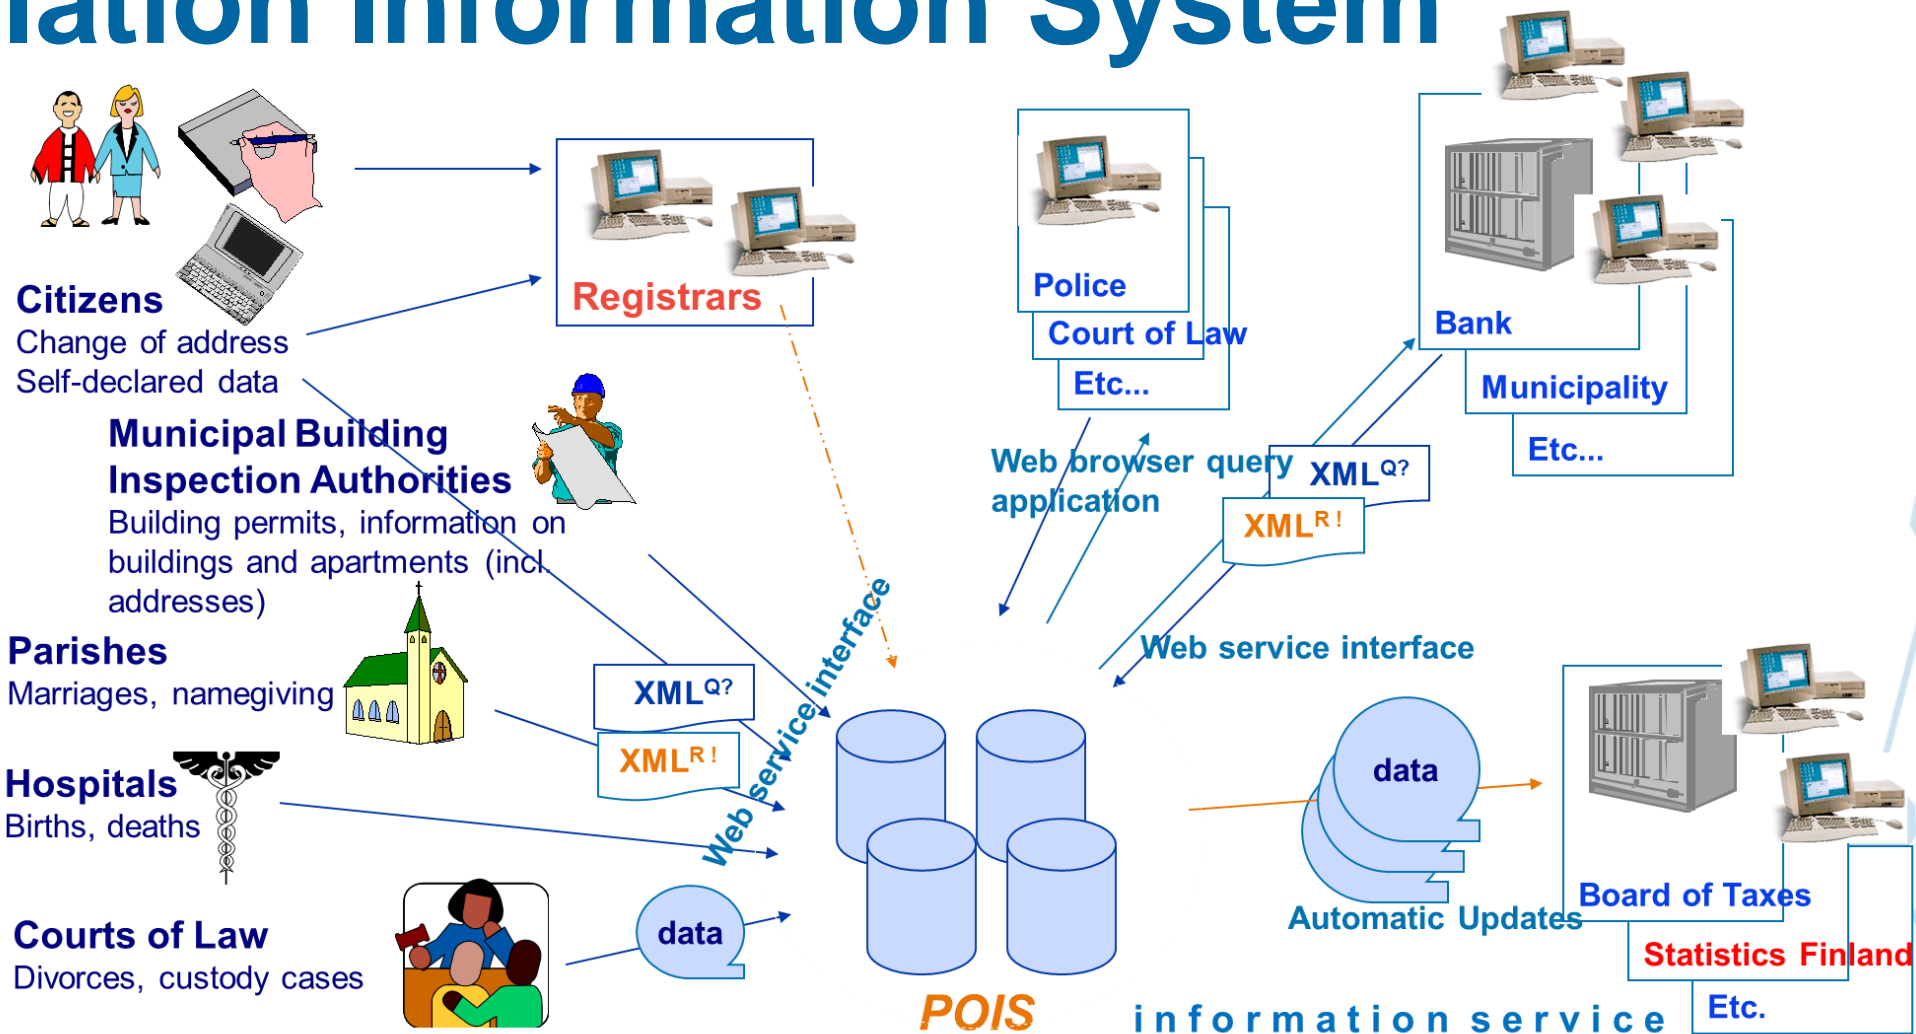 lation Information System
Citizens
Change of address
Self-declared data
Municipal Building
Inspection Authorities
Building permits, information on
buildings and apartments (incl.
addresses)
Parishes
Marriages, namegiving
Hospitals
Births, deaths
Courts of Law
Divorces, custody cases
Registrars
XMLQ?
XMLR !
data
Web service interface
POIS
Police
Court of Law
Etc...
Web browser query
application
Bank
Municipality
Etc...
XMLQ?
XMLR !
Web service interface
data
Automatic Updates
Board of Taxes
Statistics Finland
Etc.
information service